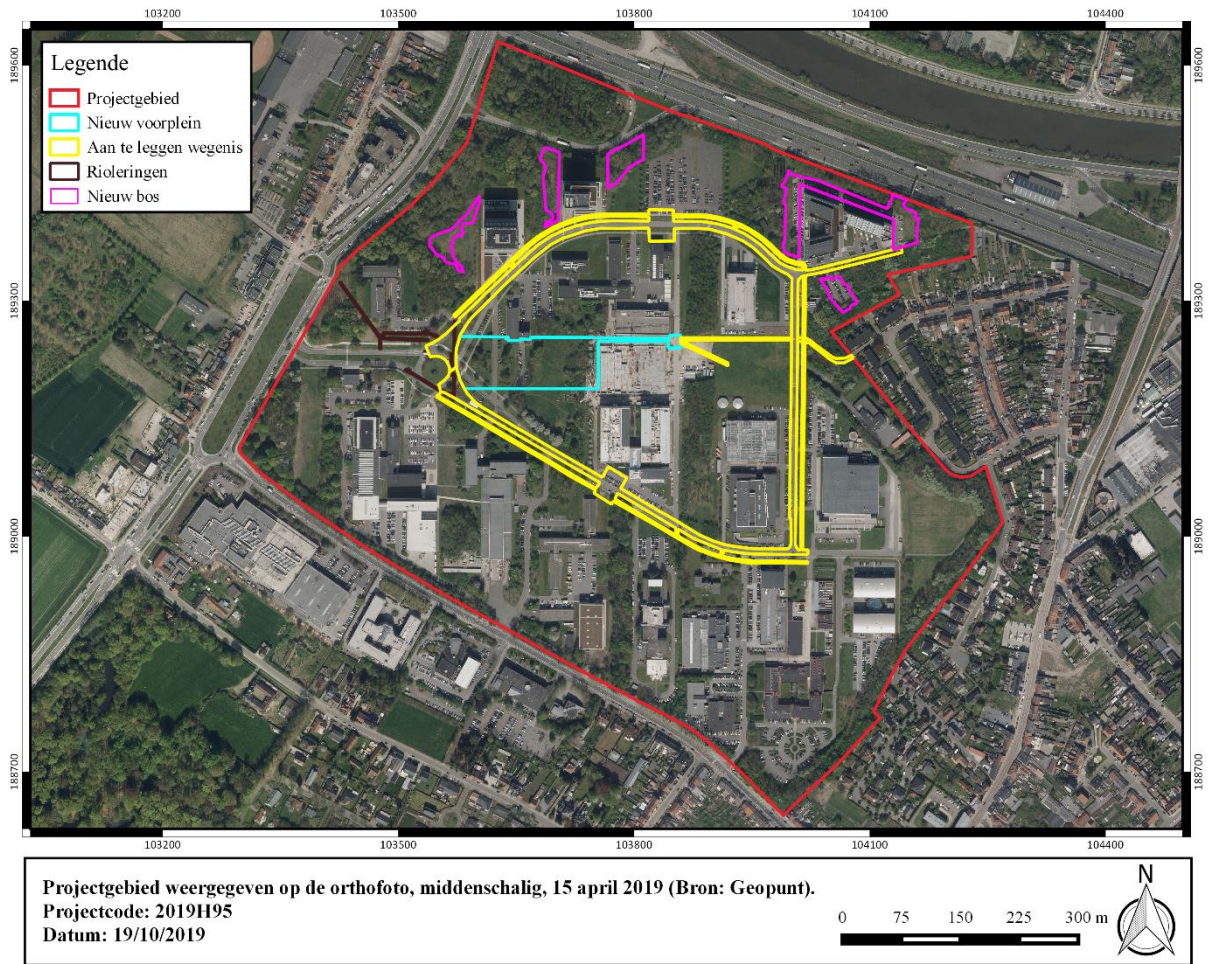 103200 103500 103800 104100 104400
189600
189300
189000
188700
189600
189300
189000
188700
Legende
Projectgebied
Nieuw voorplein
Aan te leggen wegenis
Rioleringen
Nieuw bos
103200 103500 103800 104100 104400
Projectgebied weergegeven op de orthofoto, middenschalig, 15 april 2019 (Bron: Geopunt).
Projectcode: 2019H95
Datum: 19/10/2019
0 75 150 225 300 m
N